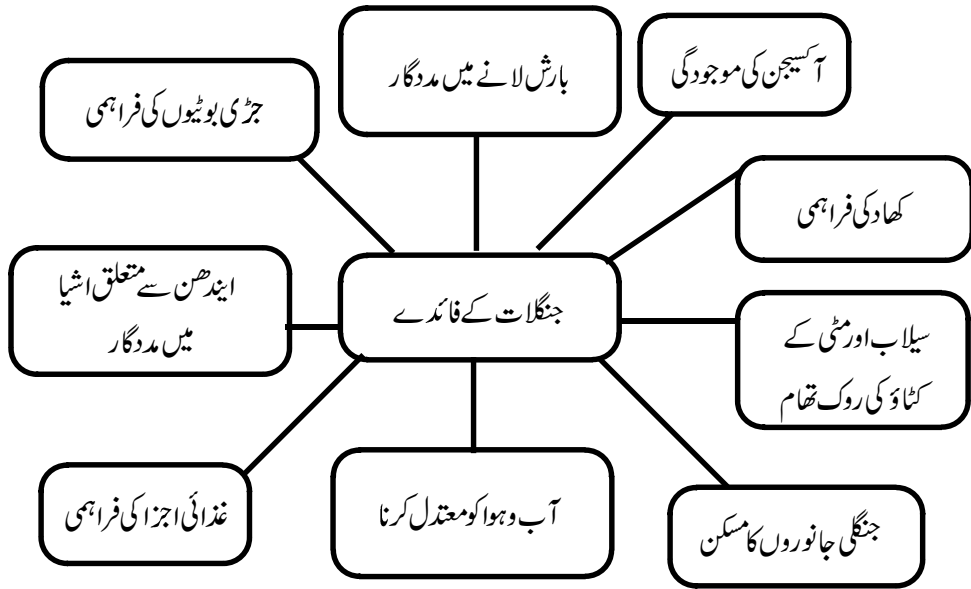 آکسیجن کی موجودگی
بارش لانے میں مددگار
جڑی بوٹیوں کی فراہمی
کھاد کی فراہمی
ایندھن سے متعلق اشیا
میں مددگار
جنگلات کے فائدے
سیلاب اور مٹی کے
کٹاؤ کی روک تھام
غذائی اجزا کی فراہمی
آب و ہوا کو معتدل کرنا
جنگلی جانوروں کا مسکن